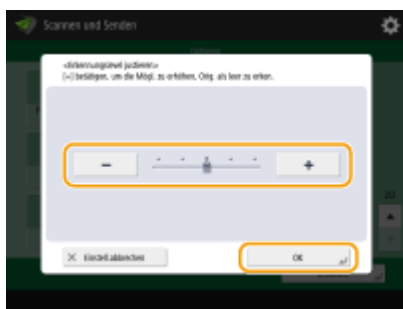 Scannen und Senden
Optionen
<Erkennungslevel justieren>
[+] betätigen, um die Mögl. zu erhöhen, Orig. als leer zu erken.
- +
× Einstell. abbrechen OK